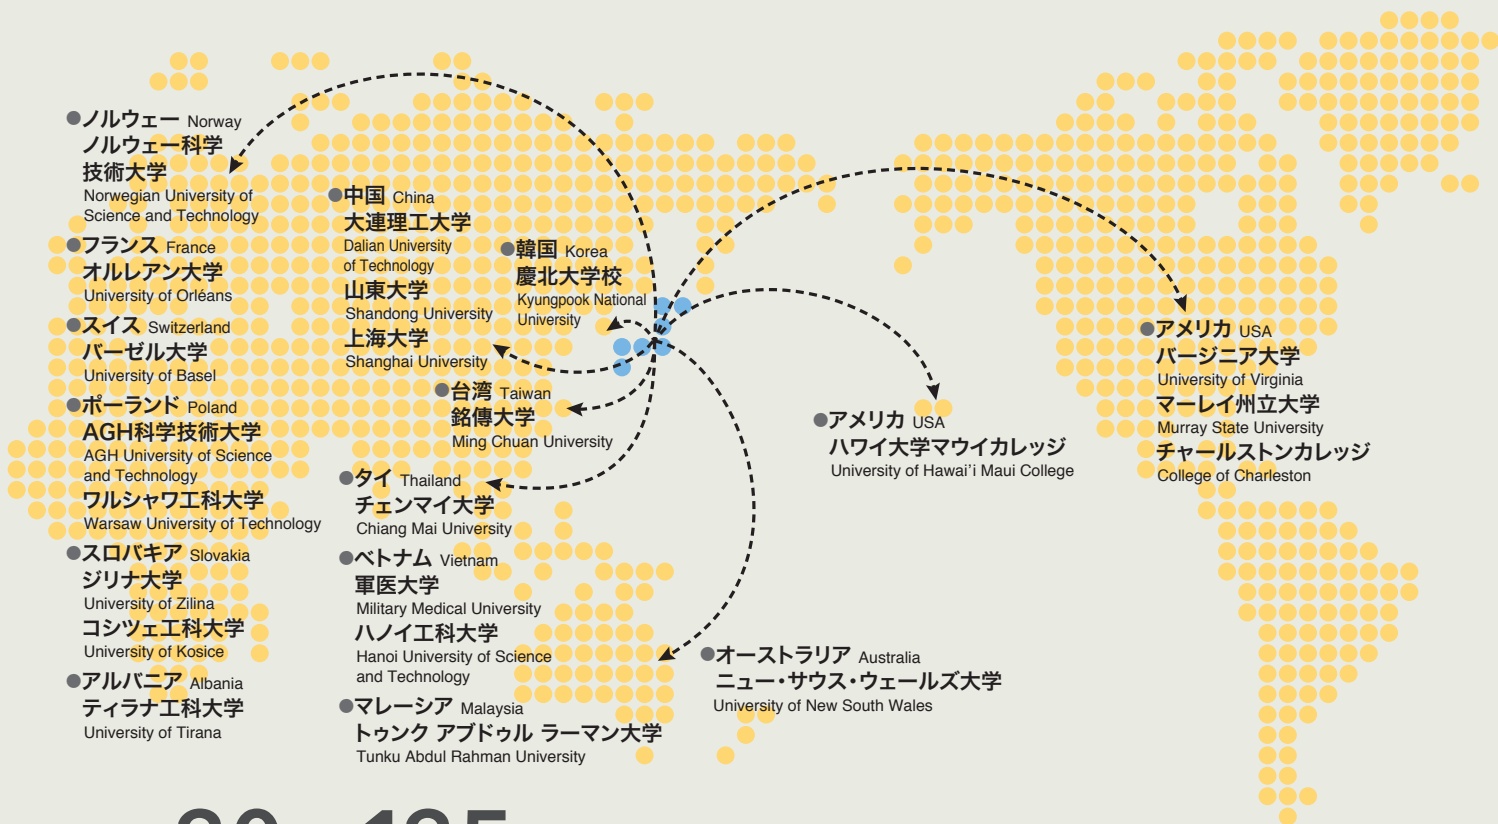 ●ノルウェー Norway
ノルウェー科学
技術大学
Norwegian University of
Science and Technology
●フランス France
オルレアン大学
University of Orléans
●スイス Switzerland
バーゼル大学
University of Basel
●ポーランド Poland
AGH科学技術大学
AGH University of Science
and Technology
ワルシャワ工科大学
Warsaw University of Technology
●スロバキア Slovakia
ジリナ大学
University of Zilina
コシツェ工科大学
University of Kosice
●アルバニア Albania
ティラナ工科大学
University of Tirana
●中国 China
大連理工大学
Dalian University
of Technology
山東大学
Shandong University
上海大学
Shanghai University
●韓国 Korea
慶北大学校
Kyungpook National
University
●台湾 Taiwan
銘傳大学
Ming Chuan University
●タイ Thailand
チェンマイ大学
Chiang Mai University
●ベトナム Vietnam
軍医大学
Military Medical University
ハノイ工科大学
Hanoi University of Science
and Technology
●マレーシア Malaysia
トゥンク アブドゥル ラーマン大学
Tunku Abdul Rahman University
●オーストラリア Australia
ニュー・サウス・ウェールズ大学
University of New South Wales
●アメリカ USA
ハワイ大学マウイカレッジ
University of Hawai’i Maui College
●アメリカ USA
バージニア大学
University of Virginia
マーレイ州立大学
Murray State University
チャールストンカレッジ
College of Charleston